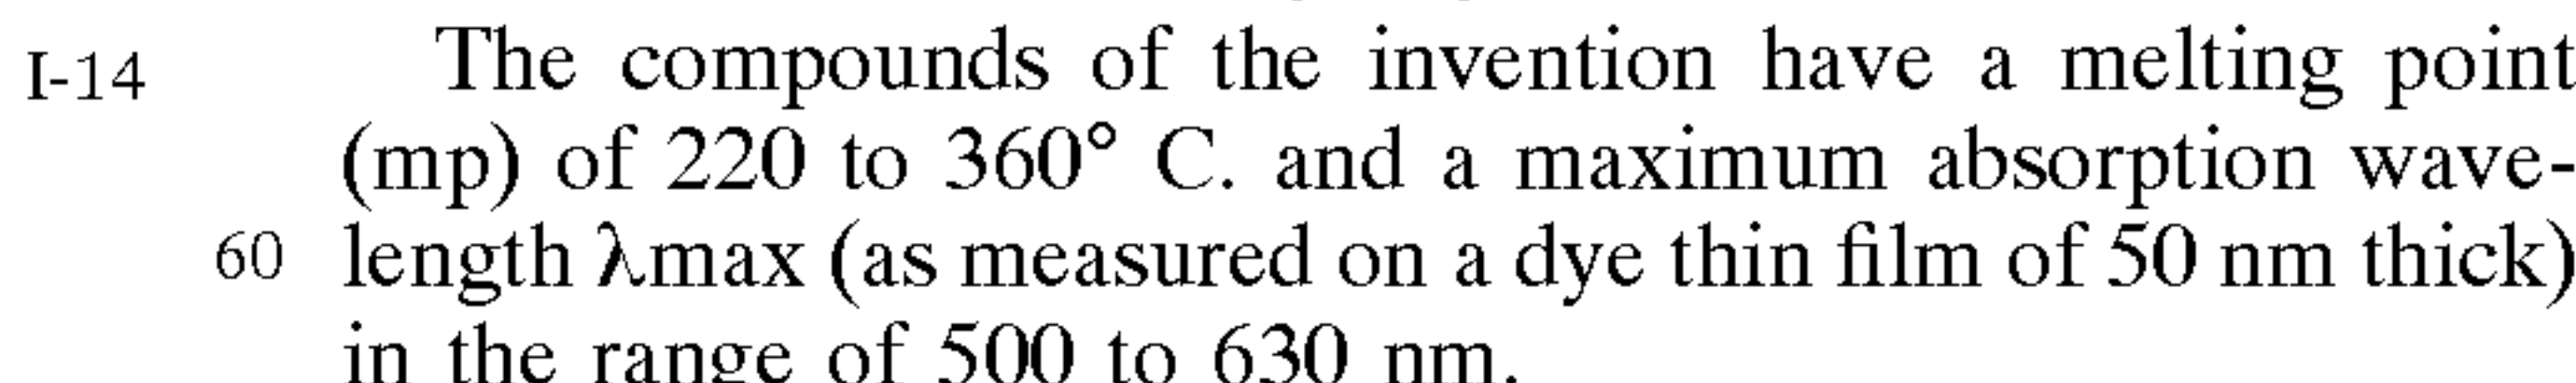 I-14 The compounds of the invention have a melting point
(mp) of 220 to 360° C. and a maximum absorption wave-
60 length λmax (as measured on a dye thin film of 50 nm thick)
in the range of 500 to 630 nm.